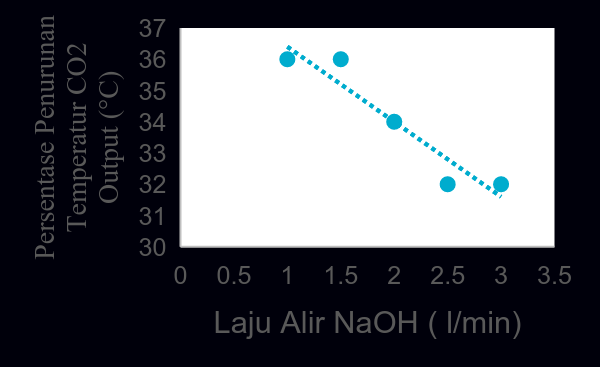 Persentase Penurunan
Temperatur CO2
Output (°C)
37
36
35
34
33
32
31
30
0 0.5 1 1.5 2 2.5 3 3.5
Laju Alir NaOH ( l/min)